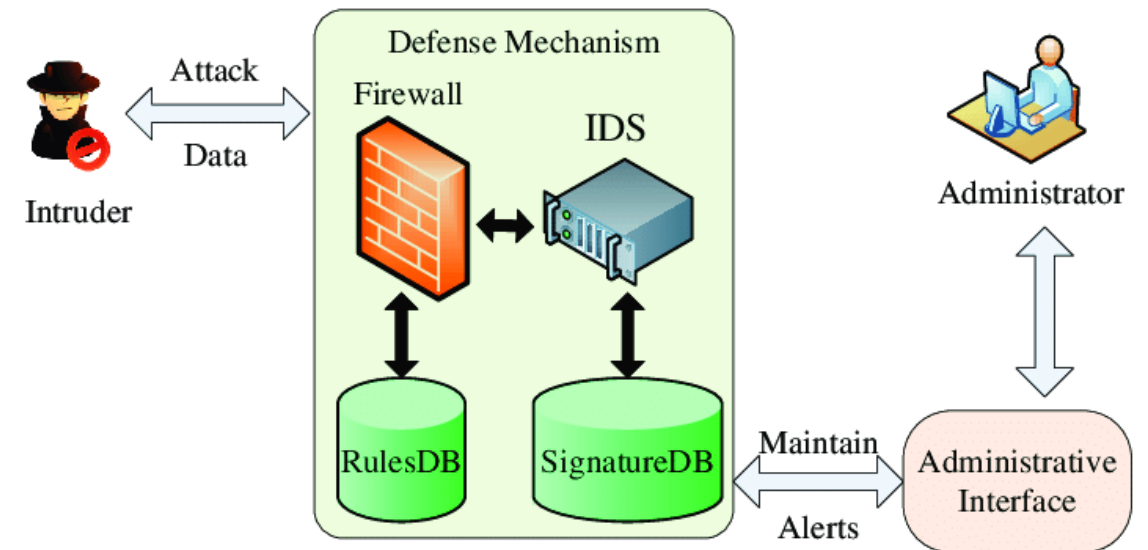 Defense Mechanism
Attack
Firewall
IDS
Data
Intruder
Administrator
RulesDB
SignatureDB
Maintain
Alerts
Administrative
Interface